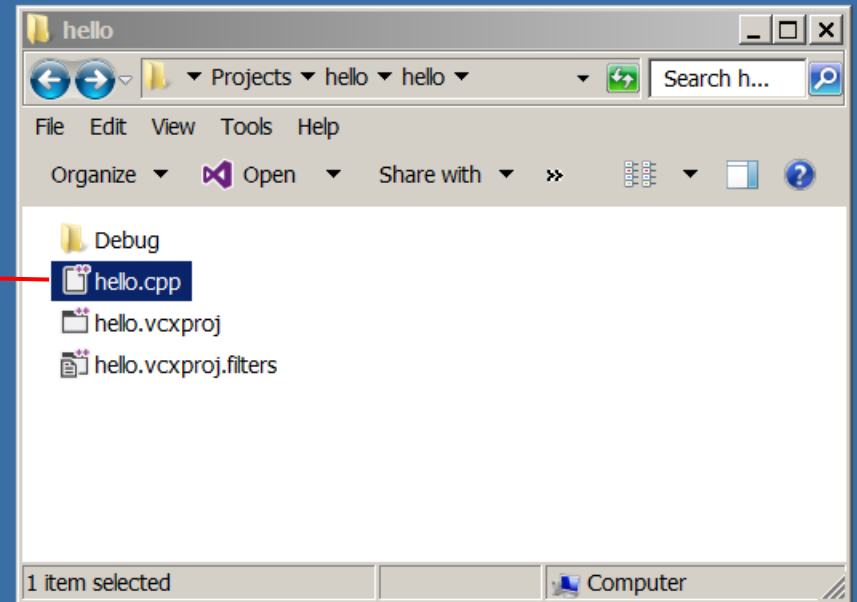 hello
Projects hello hello Search h...
File Edit View Tools Help
Organize Open Share with »
Debug
hello.cpp
hello.vcxproj
hello.vcxproj.filters
1 item selected Computer